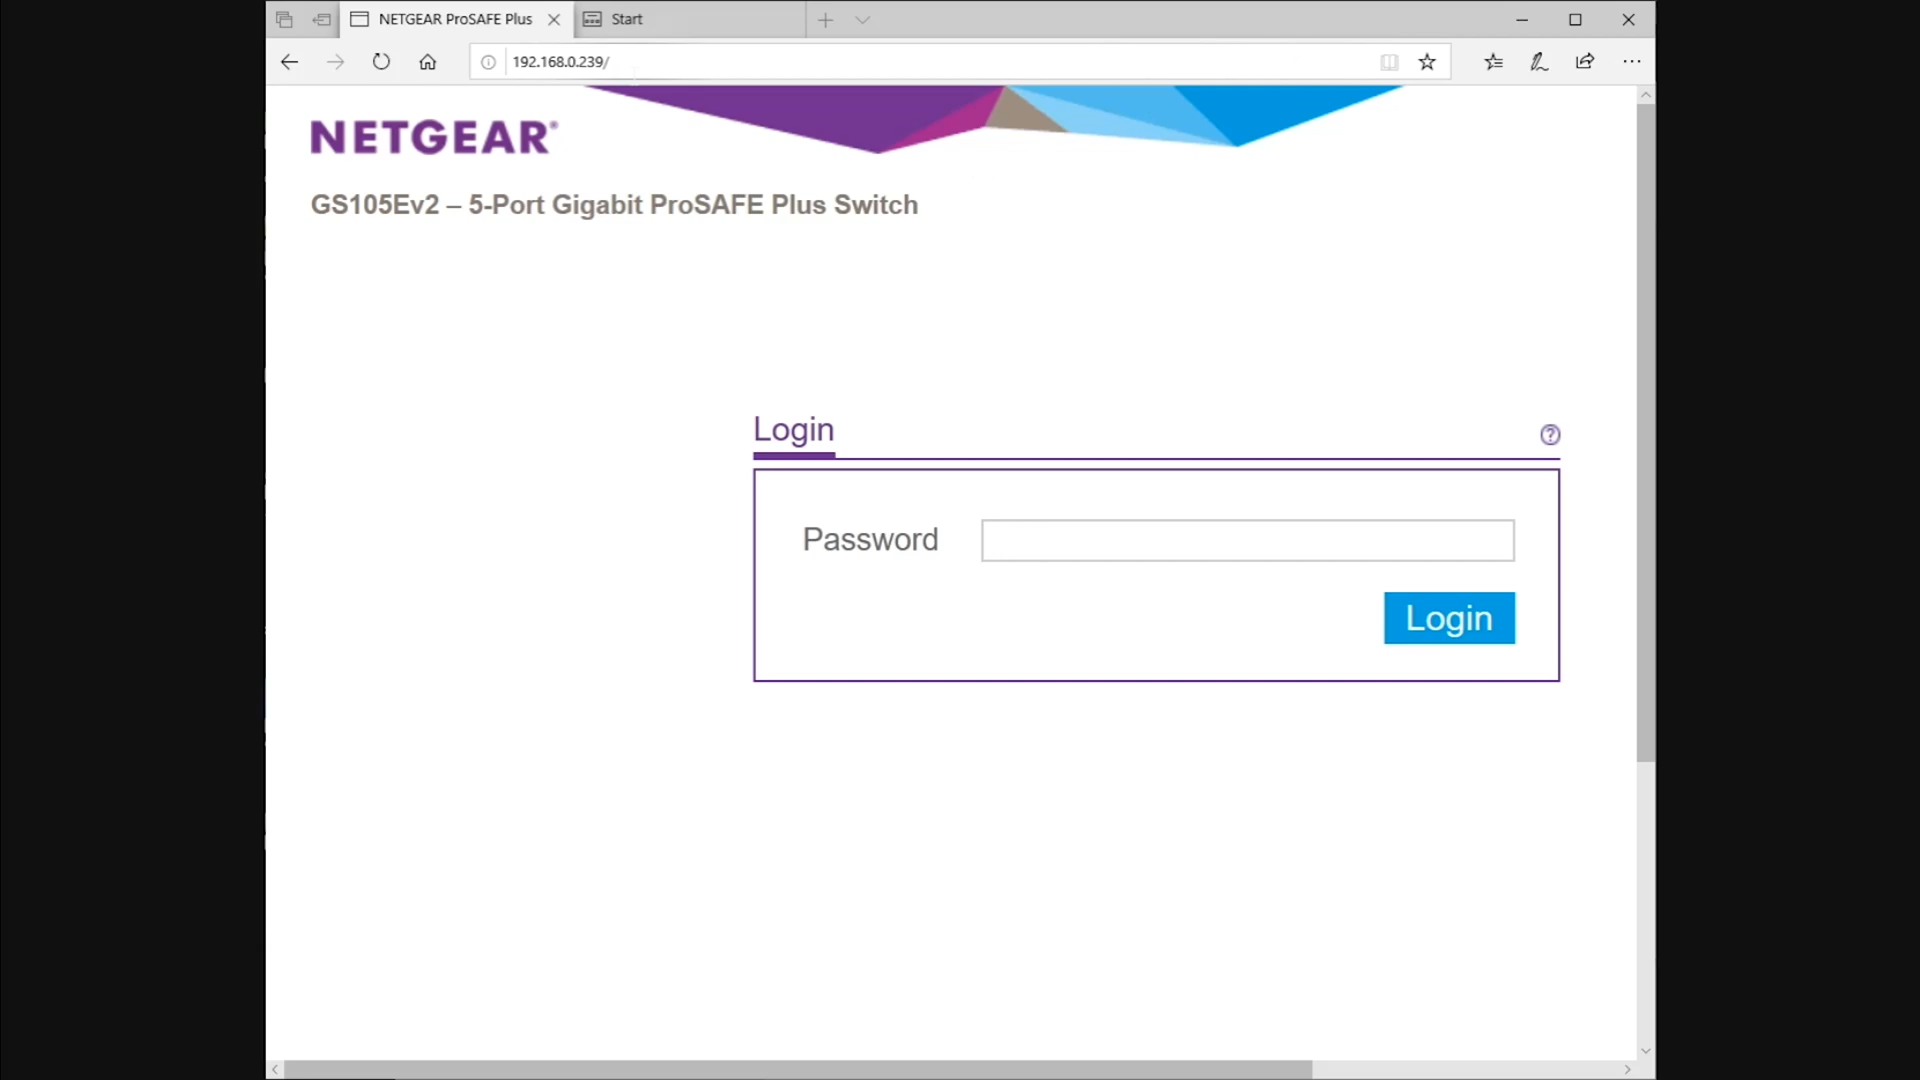 NETGEAR ProSAFE Plus
Start
192.168.0.239/
NETGEAR®
GS105Ev2 – 5-Port Gigabit ProSAFE Plus Switch
Login
?
Password
Login